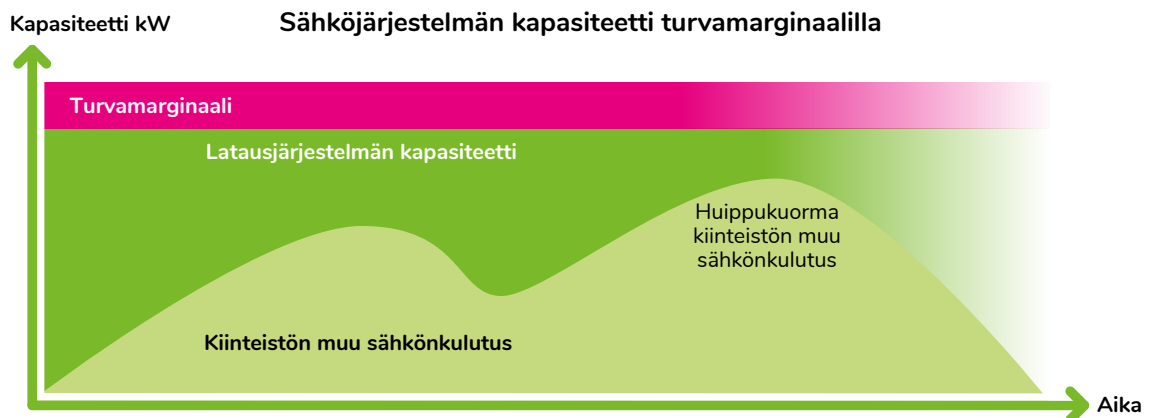 Kapasiteetti kW
Sähköjärjestelmän kapasiteetti turvamarginaalilla
Turvamarginaali
Latausjärjestelmän kapasiteetti
Huippukuorma
kiinteistön muu
sähkönkulutus
Kiinteistön muu sähkönkulutus
Aika